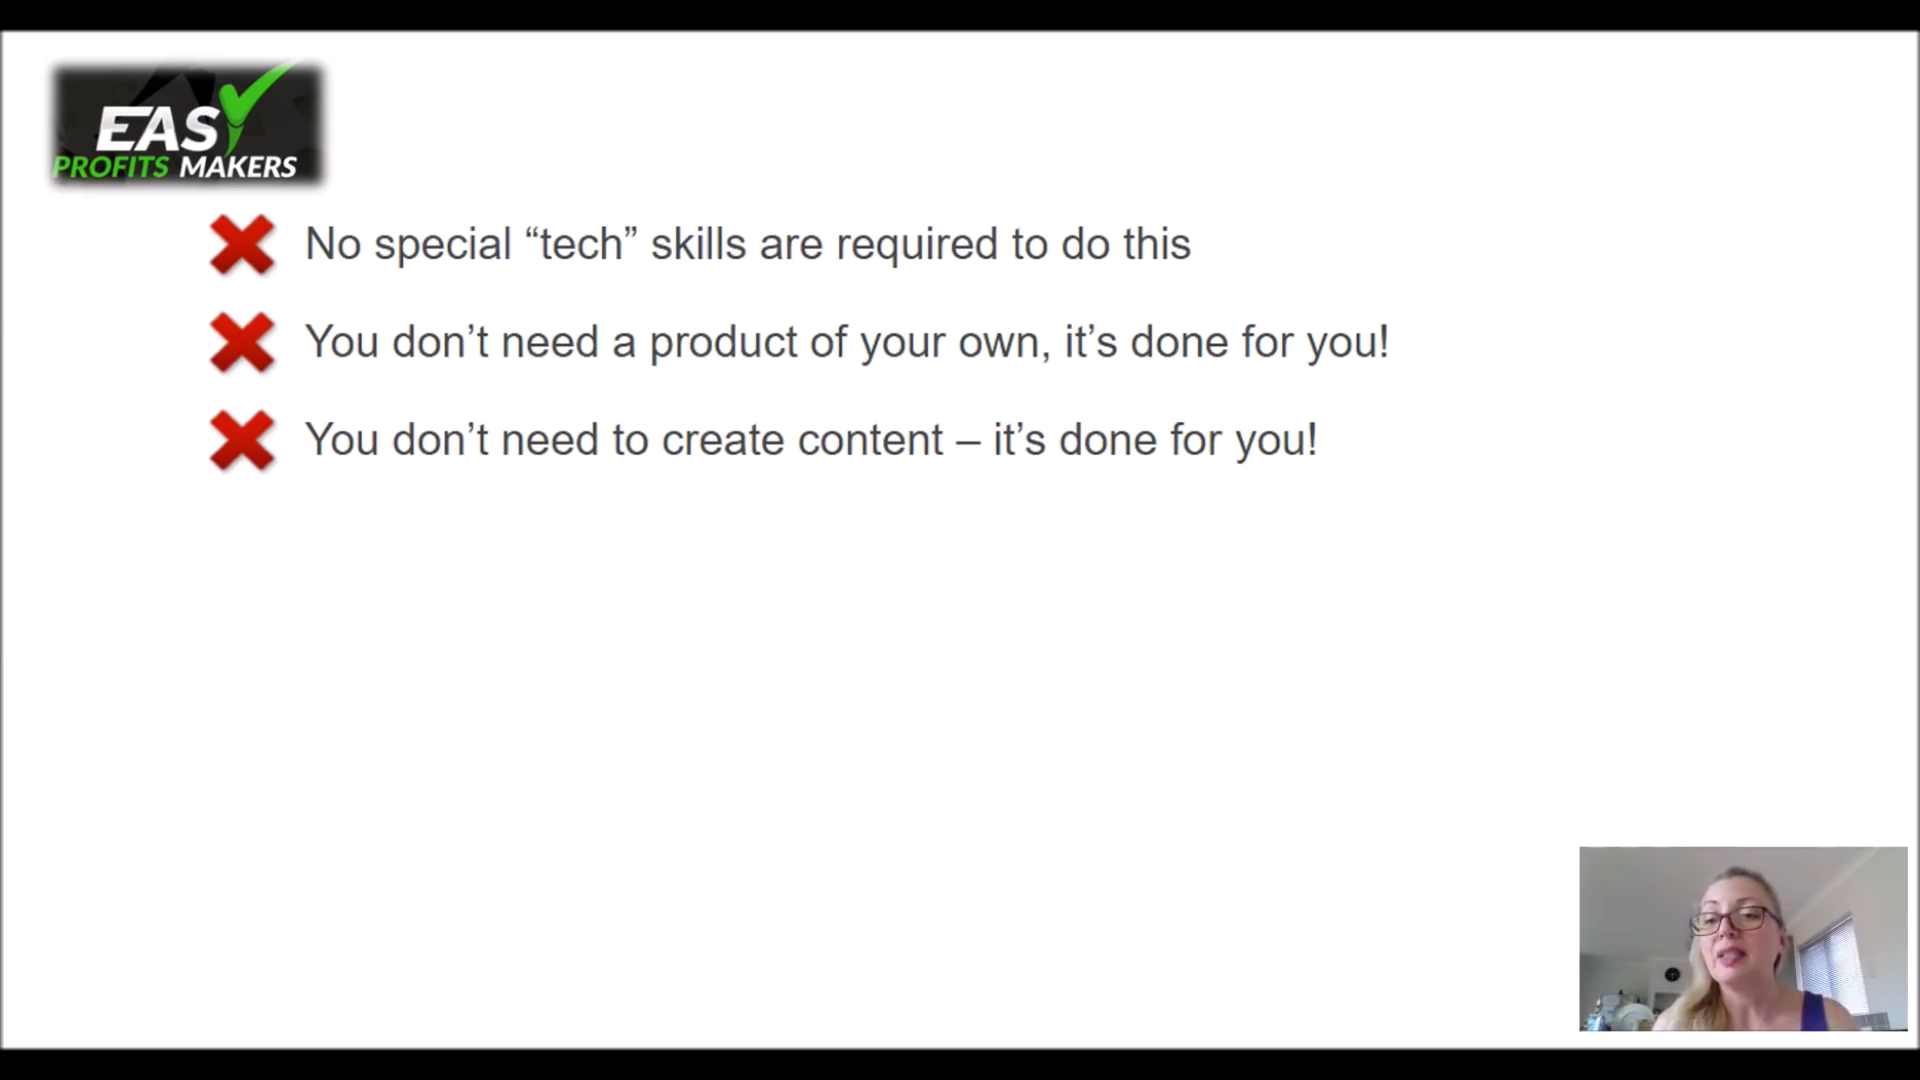 EASY
PROFITS MAKERS
No special “tech” skills are required to do this
You don’t need a product of your own, it’s done for you!
You don’t need to create content – it’s done for you!